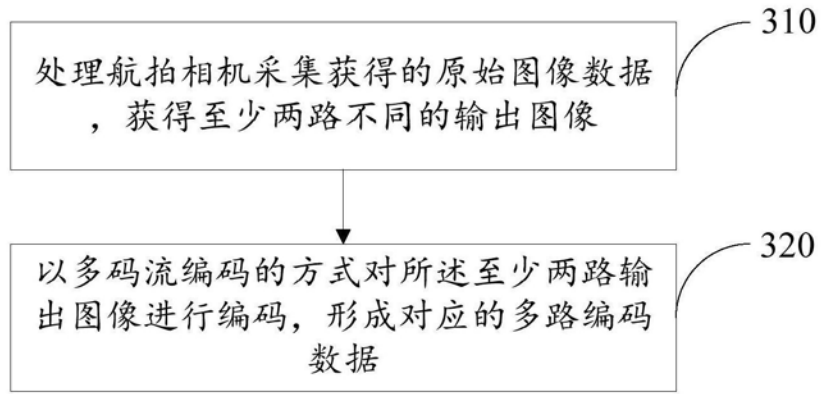 310
处理航拍相机采集获得的原始图像数据
，获得至少两路不同的输出图像
320
以多码流编码的方式对所述至少两路输
出图像进行编码，形成对应的多路编码
数据